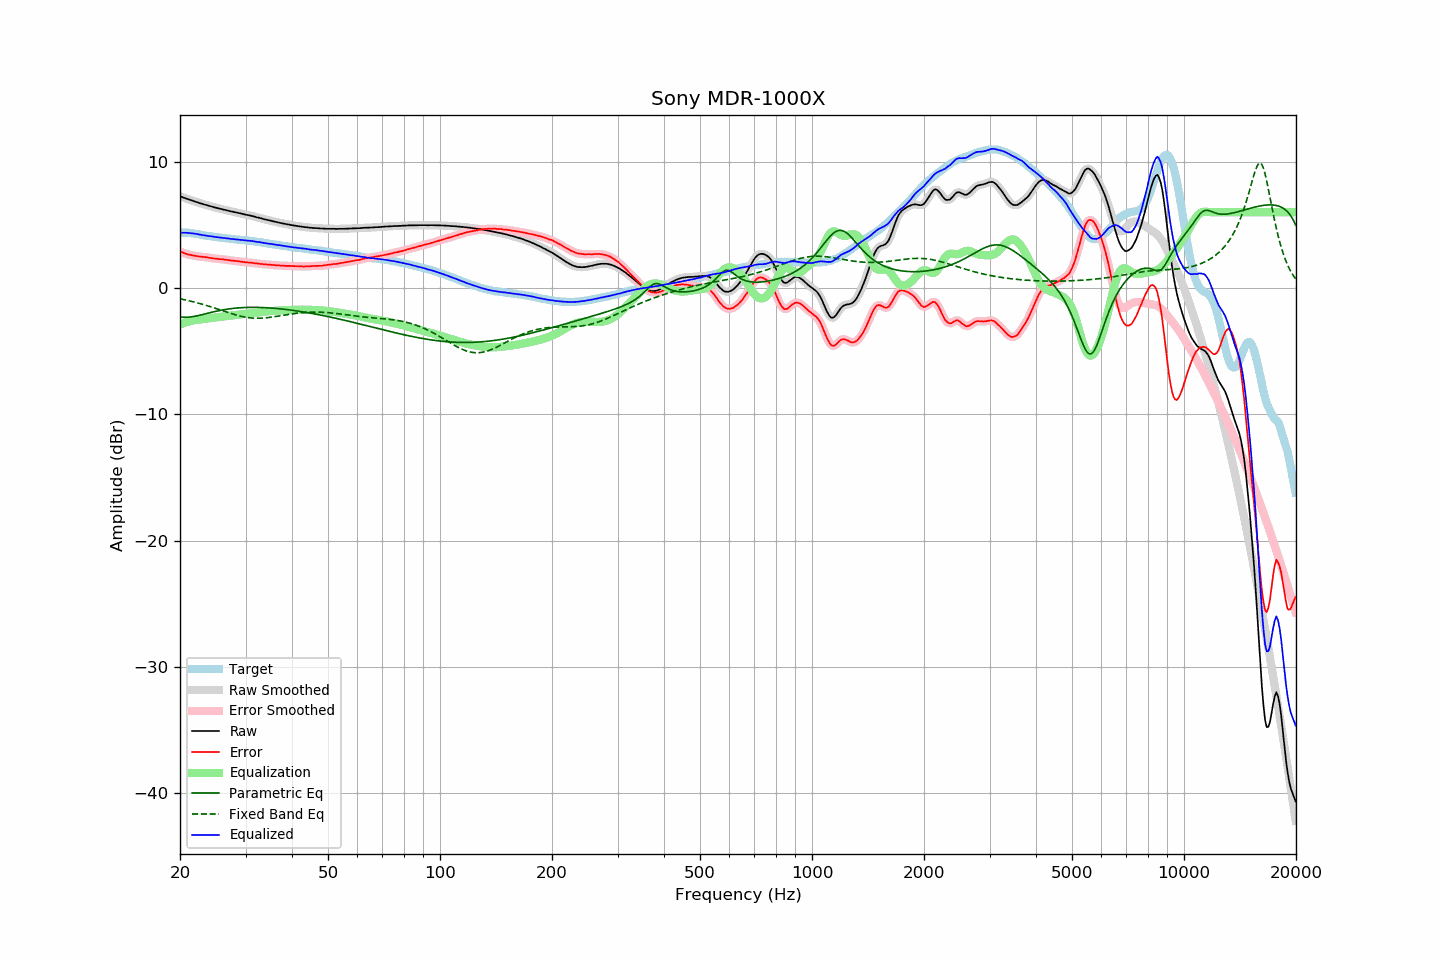 Sony MDR-1000X
10
0
−10
−20
−30
−40
Amplitude (dBr)
Target
Raw Smoothed
Error Smoothed
Raw
Error
Equalization
Parametric Eq
Fixed Band Eq
Equalized
20 50 100 200 500 1000 2000 5000 10000 20000
Frequency (Hz)